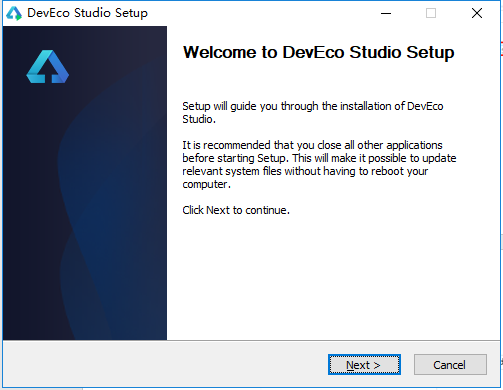 DevEco Studio Setup
Welcome to DevEco Studio Setup
Setup will guide you through the installation of DevEco
Studio.
It is recommended that you close all other applications
before starting Setup. This will make it possible to update
relevant system files without having to reboot your
computer.
Click Next to continue.
Next >
Cancel